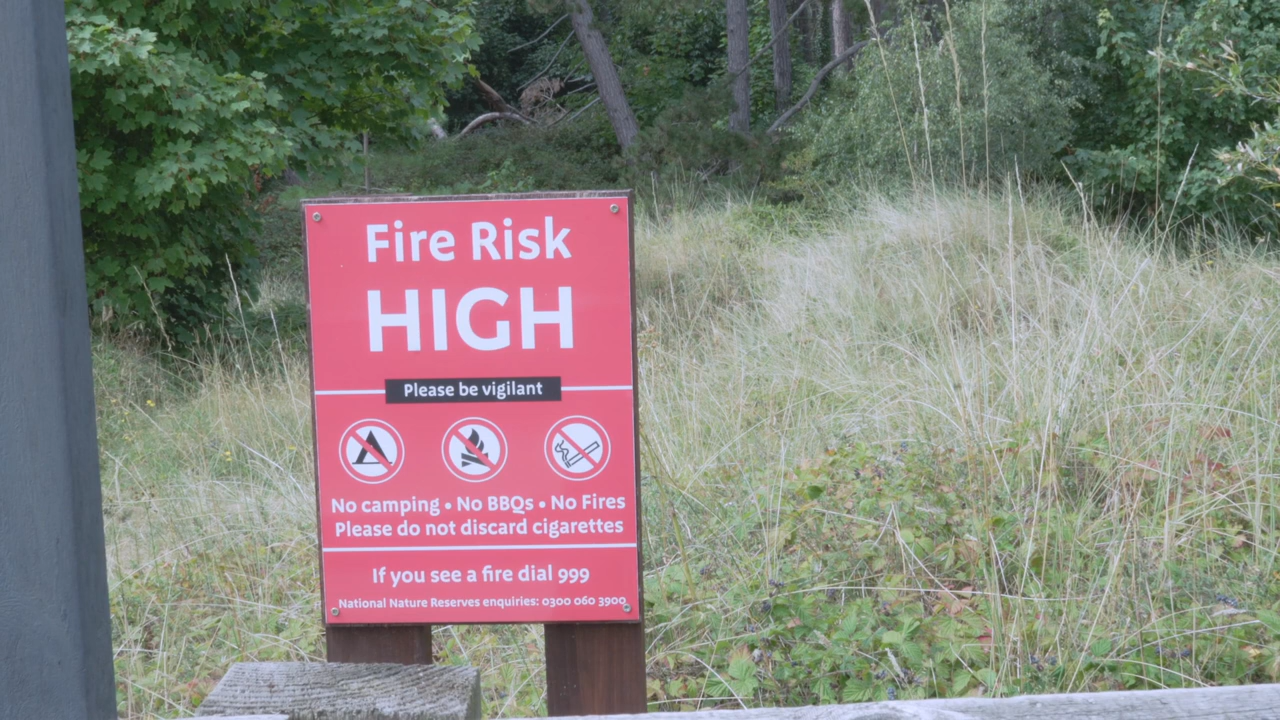 Fire Risk
HIGH
Please be vigilant
No camping • No BBQs • No Fires
Please do not discard cigarettes
If you see a fire dial 999
National Nature Reserves enquiries: 0300 060 3900